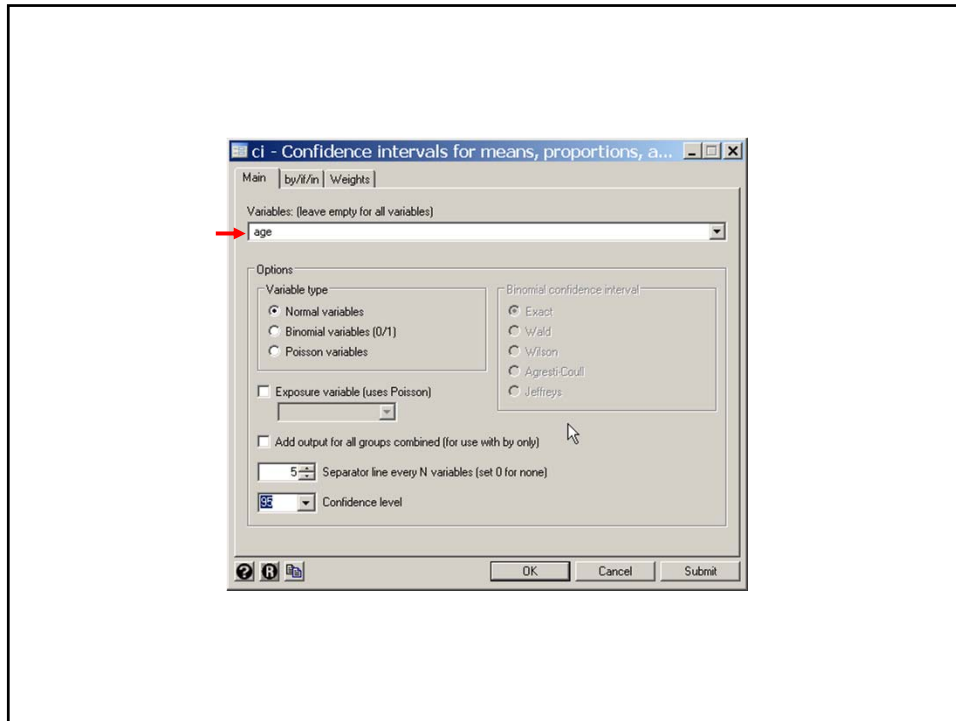 ci - Confidence intervals for means, proportions, a...
Main by/if/in Weights
Variables: (leave empty for all variables)
age
Options
Variable type
Normal variables
Binomial variables (0/1)
Poisson variables
Binomial confidence interval
Exact
Wald
Wilson
Agresti-Coull
Jeffreys
Exposure variable (uses Poisson)
Add output for all groups combined (for use with by only)
5 Separator line every N variables (set 0 for none)
95 Confidence level
? R OK Cancel Submit